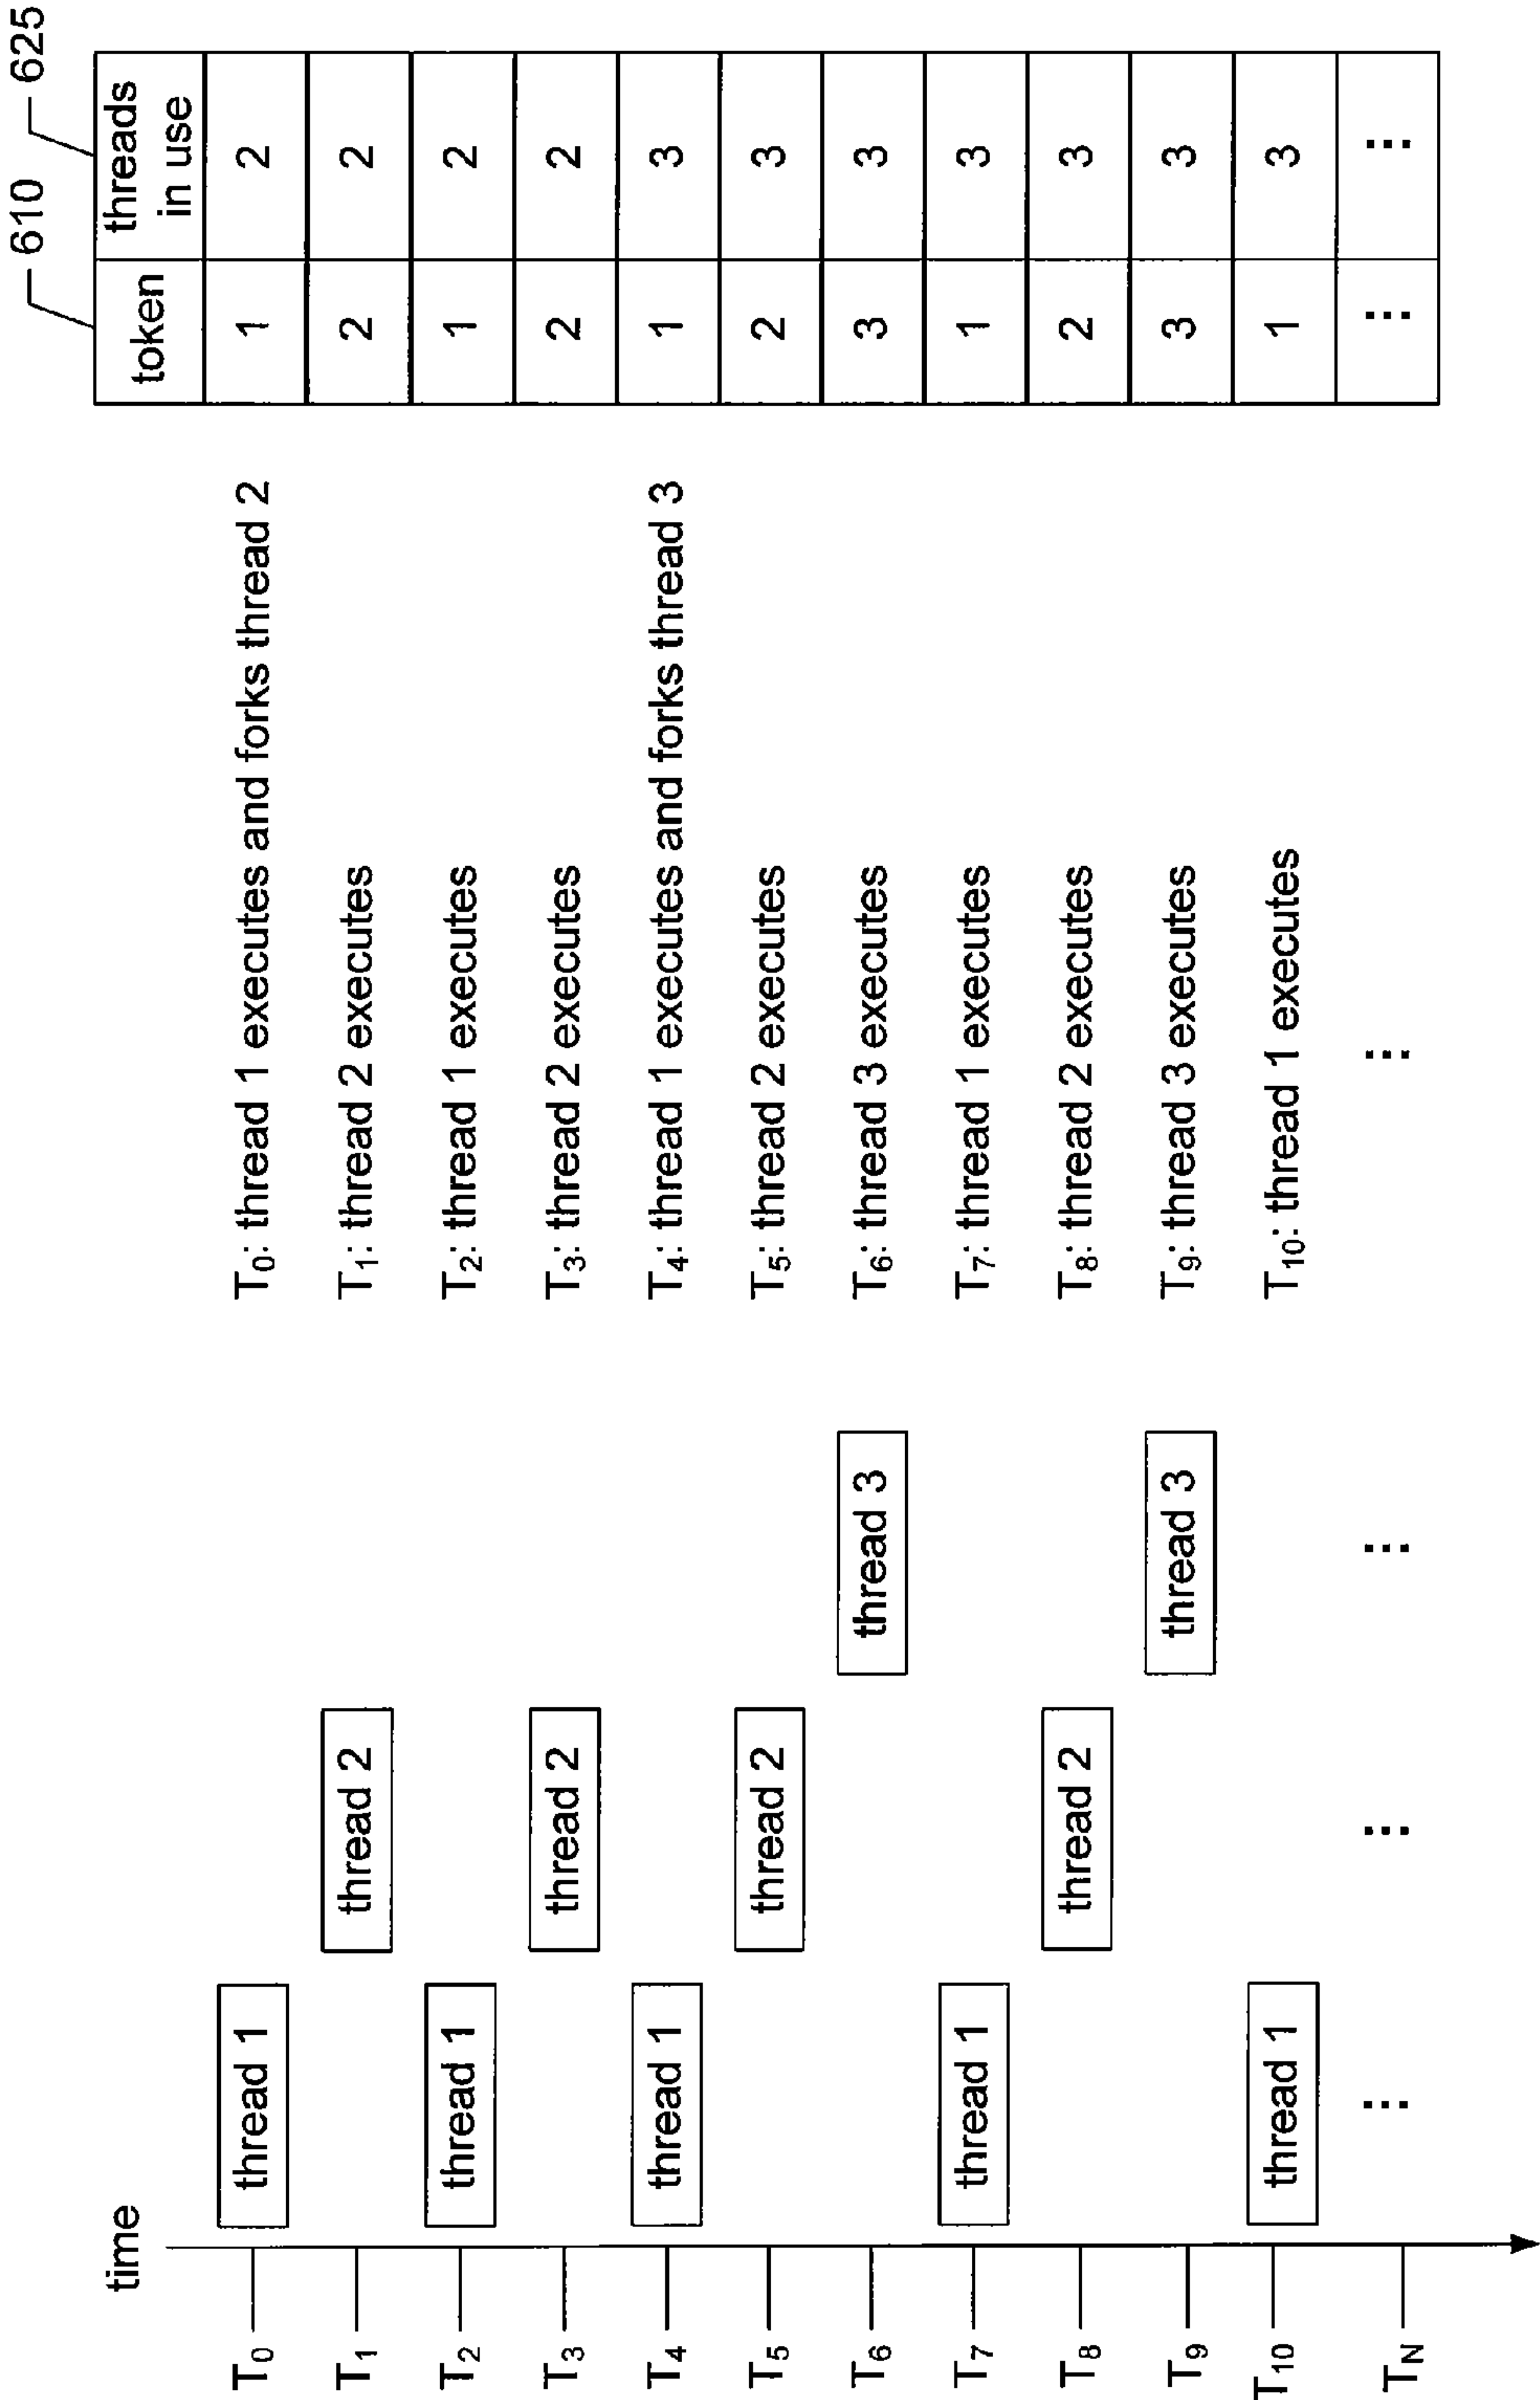 610
625
time
token
threads
in use
T₀
thread 1
T₀: thread 1 executes and forks thread 2
1
2
T₁
thread 2
T₁: thread 2 executes
2
2
T₂
thread 1
T₂: thread 1 executes
1
2
T₃
thread 2
T₃: thread 2 executes
2
2
T₄
thread 1
T₄: thread 1 executes and forks thread 3
1
3
T₅
thread 2
T₅: thread 2 executes
2
3
T₆
thread 3
T₆: thread 3 executes
3
3
T₇
thread 1
T₇: thread 1 executes
1
3
T₈
thread 2
T₈: thread 2 executes
2
3
T₉
thread 3
T₉: thread 3 executes
3
3
T₁₀
thread 1
T₁₀: thread 1 executes
1
3
T_N
⋮
⋮
⋮
⋮
⋮
⋮